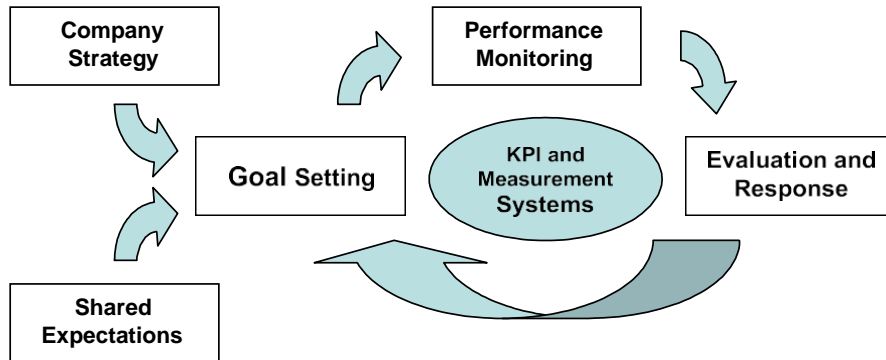 Company
Strategy
Performance
Monitoring
Goal Setting
KPI and
Measurement
Systems
Evaluation and
Response
Shared
Expectations